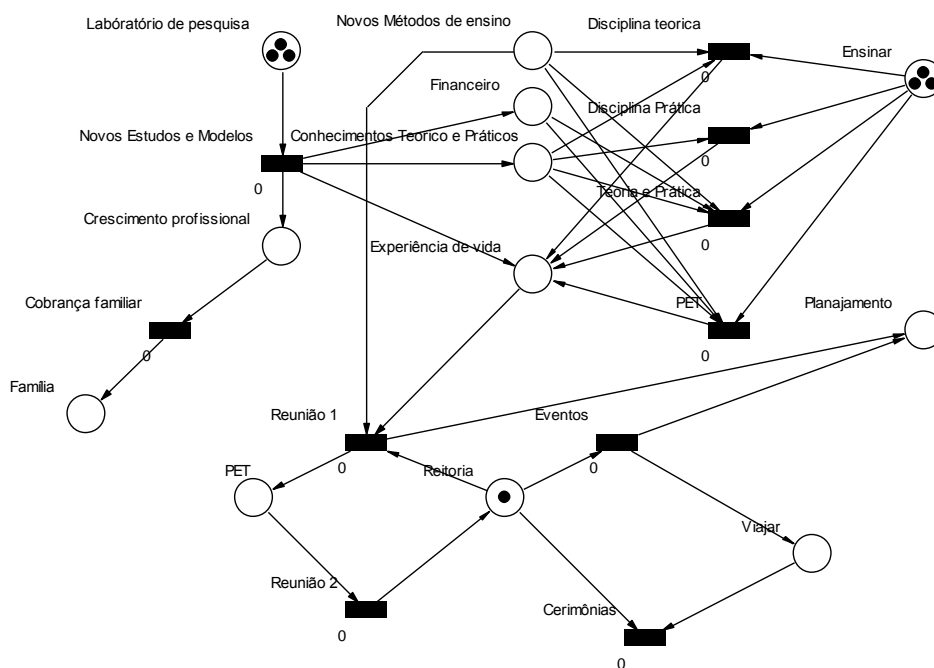 Labóratório de pesquisa
Novos Métodos de ensino
Disciplina teorica
Ensinar
0
Financeiro
Disciplina Prática
Novos Estudos e Modelos
Conhecimentos Teorico e Práticos
0
0
Teoria e Prática
Crescimento profissional
Experiência de vida
0
Cobrança familiar
PET
Planajamento
0
0
Família
Reunião 1
Eventos
0
PET
Reitoria
0
Viajar
Reunião 2
Cerimônias
0
0